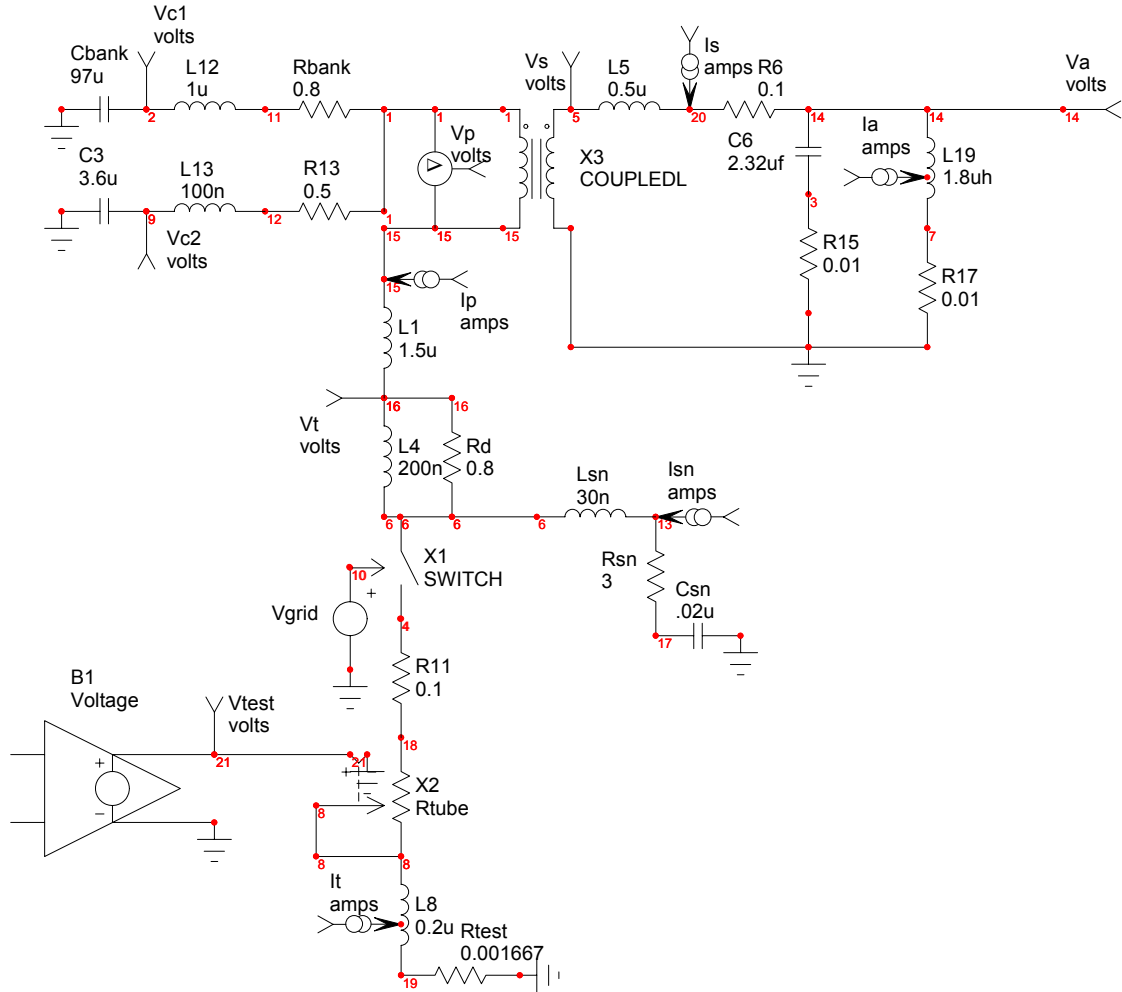 Vc1
volts
Cbank
97u
L12
1u
Rbank
0.8
2
11
1
1
1
C3
3.6u
L13
100n
R13
0.5
9
12
1
Vc2
volts
Vp
volts
V
15
15
15
Vs
volts
5
X3
COUPLEDL
L5
0.5u
Is
amps
20
R6
0.1
14
14
14
Va
volts
C6
2.32uf
3
Ia
amps
L19
1.8uh
7
R15
0.01
R17
0.01
15
Ip
amps
L1
1.5u
Vt
volts
16
16
L4
200n
Rd
0.8
6
6
6
6
Lsn
30n
Isn
amps
13
Rsn
3
Csn
.02u
17
X1
SWITCH
10
+
Vgrid
4
R11
0.1
18
B1
Voltage
+
−
Vtest
volts
21
21
X2
Rtube
8
8
8
It
amps
L8
0.2u
Rtest
0.001667
19